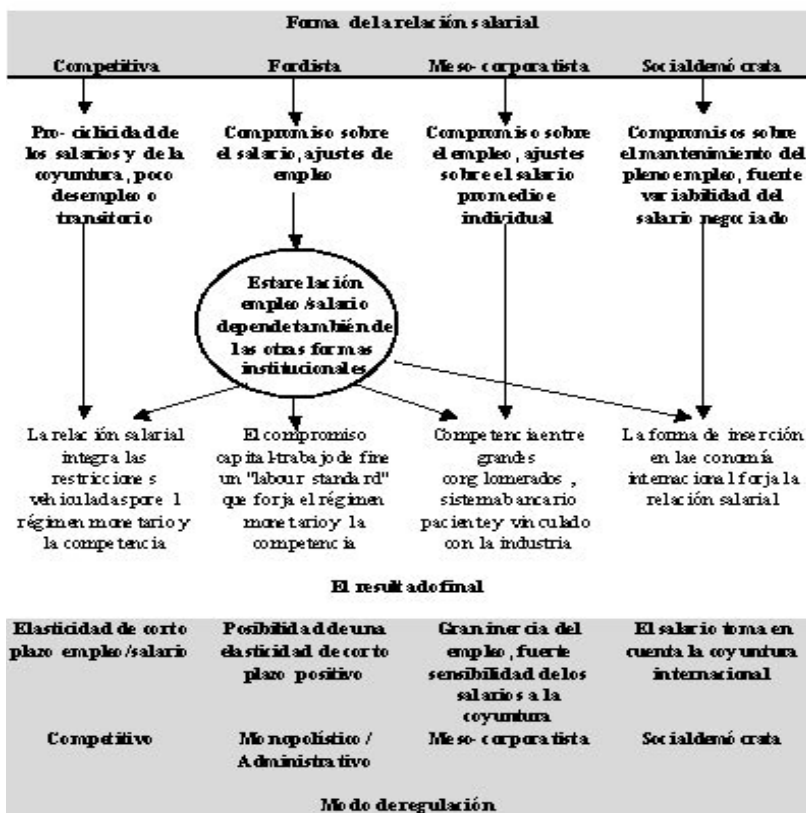 Forma de la relación salarial
Competitiva
Fordista
Meso-corporatista
Socialdemócrata
Pro-ciclicidad de
los salarios y de la
coyuntura, poco
desempleo o
transitorio
Compromiso sobre
el salario, ajustes de
empleo
Compromiso sobre
el empleo, ajustes
sobre el salario
promedio e
individual
Compromisos sobre
el mantenimiento del
pleno empleo, fuerte
variabilidad del
salario negociado
Esta relación
empleo/salario
depende también de
las otras formas
institucionales
La relación salarial
integra las
restricciones
vehiculadas por el
régimen monetario y
la competencia
El compromiso
capital-trabajo define
un "labour standard"
que forja el régimen
monetario y la
competencia
Competencia entre
grandes
conglomerados,
sistema bancario
paciente y vinculado
con la industria
La forma de inserción
en la economía
internacional forja la
relación salarial
El resultado final
Elasticidad de corto
plazo empleo/salario
Posibilidad de una
elasticidad de corto
plazo positivo
Gran inercia del
empleo, fuerte
sensibilidad de los
salarios a la
coyuntura
El salario toma en
cuenta la coyuntura
internacional
Competitivo
Monopolístico /
Administrativo
Meso-corporatista
Socialdemócrata
Modo de regulación